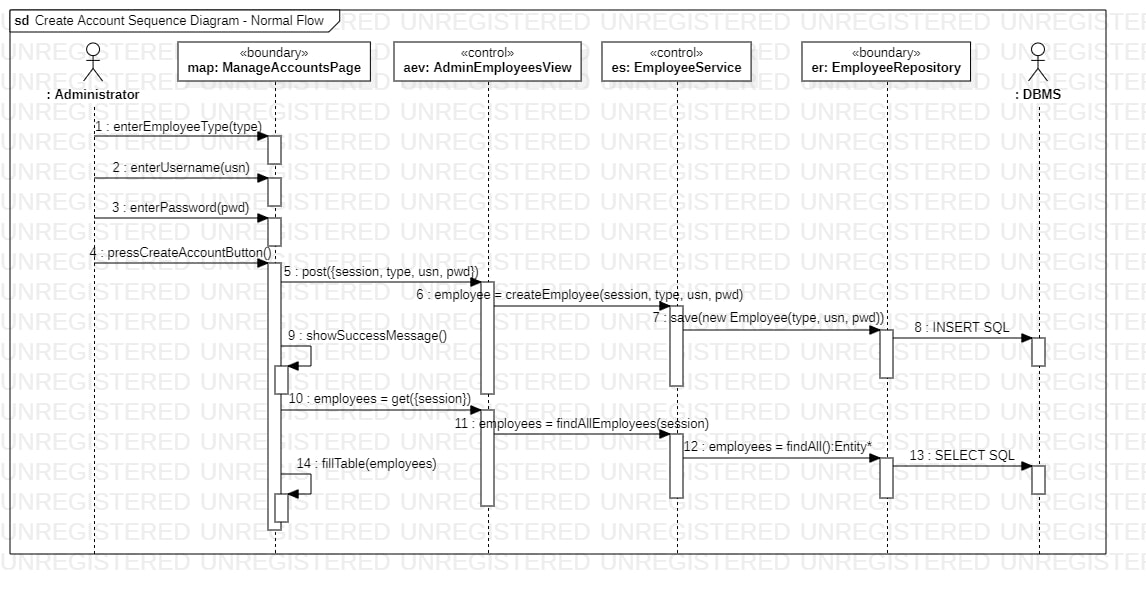 sd Create Account Sequence Diagram - Normal Flow
«boundary»
map: ManageAccountsPage
«control»
aev: AdminEmployeesView
«control»
es: EmployeeService
«boundary»
er: EmployeeRepository
: Administrator
: DBMS
1 : enterEmployeeType(type)
2 : enterUsername(usn)
3 : enterPassword(pwd)
4 : pressCreateAccountButton()
5 : post({session, type, usn, pwd})
6 : employee = createEmployee(session, type, usn, pwd)
7 : save(new Employee(type, usn, pwd))
8 : INSERT SQL
9 : showSuccessMessage()
10 : employees = get({session})
11 : employees = findAllEmployees(session)
12 : employees = findAll():Entity*
13 : SELECT SQL
14 : fillTable(employees)
UNREGISTERED